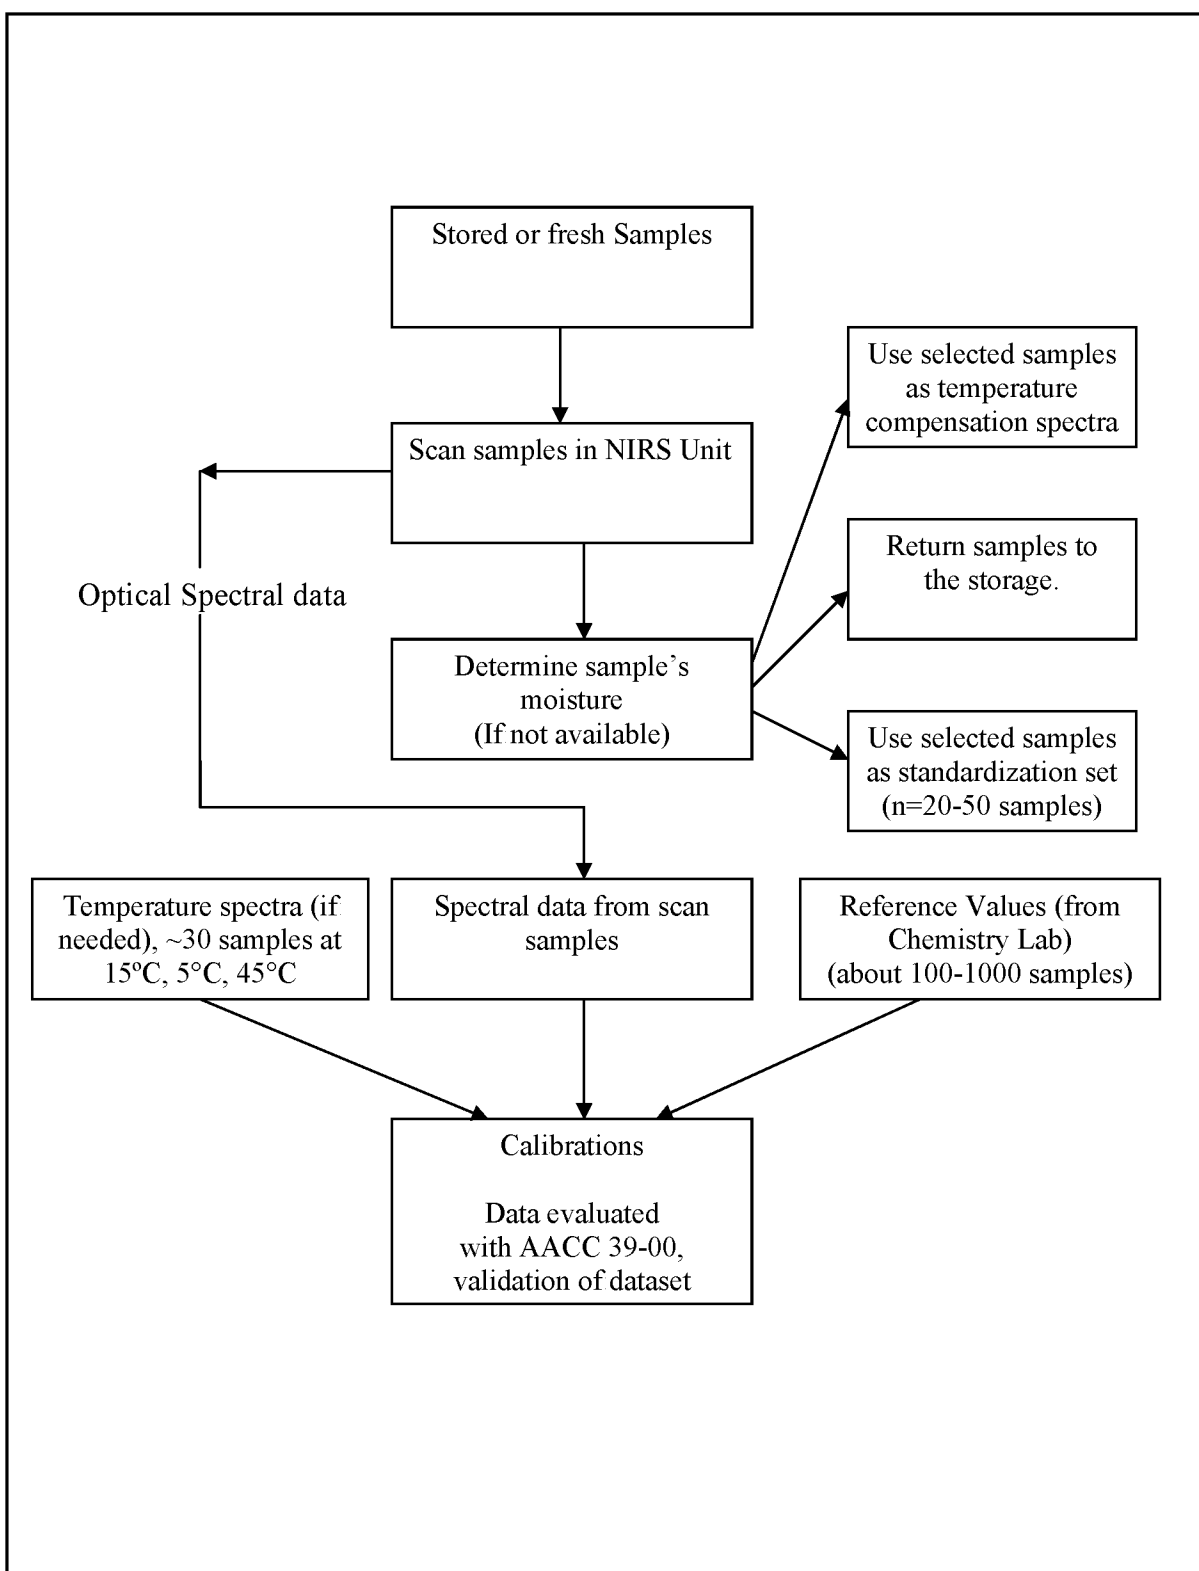 Stored or fresh Samples
Use selected samples
as temperature
compensation spectra
Scan samples in NIRS Unit
Return samples to
the storage.
Optical Spectral data
Determine sample’s
moisture
(If not available)
Use selected samples
as standardization set
(n=20-50 samples)
Temperature spectra (if
needed), ~30 samples at
15ºC, 5°C, 45°C
Spectral data from scan
samples
Reference Values (from
Chemistry Lab)
(about 100-1000 samples)
Calibrations
Data evaluated
with AACC 39-00,
validation of dataset